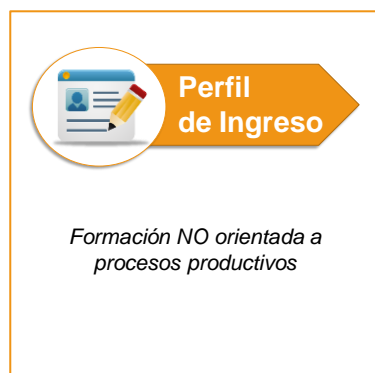 Perfil
de Ingreso
Formación NO orientada a
procesos productivos